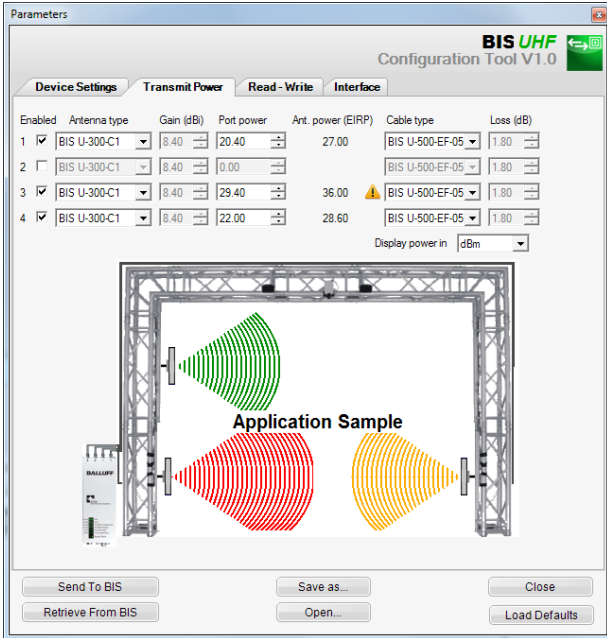 Parameters
BIS UHF
Configuration Tool V1.0
Device Settings Transmit Power Read - Write Interface
Enabled Antenna type Gain (dBi) Port power Ant. power (EIRP) Cable type Loss (dB)
1 BIS U-300-C1 8.40 20.40 27.00 BIS U-500-EF-05 1.80
2 BIS U-300-C1 8.40 0.00 BIS U-500-EF-05 1.80
3 BIS U-300-C1 8.40 29.40 36.00 BIS U-500-EF-05 1.80
4 BIS U-300-C1 8.40 22.00 28.60 BIS U-500-EF-05 1.80
Display power in dBm
Application Sample
BALLUFF
Send To BIS Save as... Close
Retrieve From BIS Open... Load Defaults